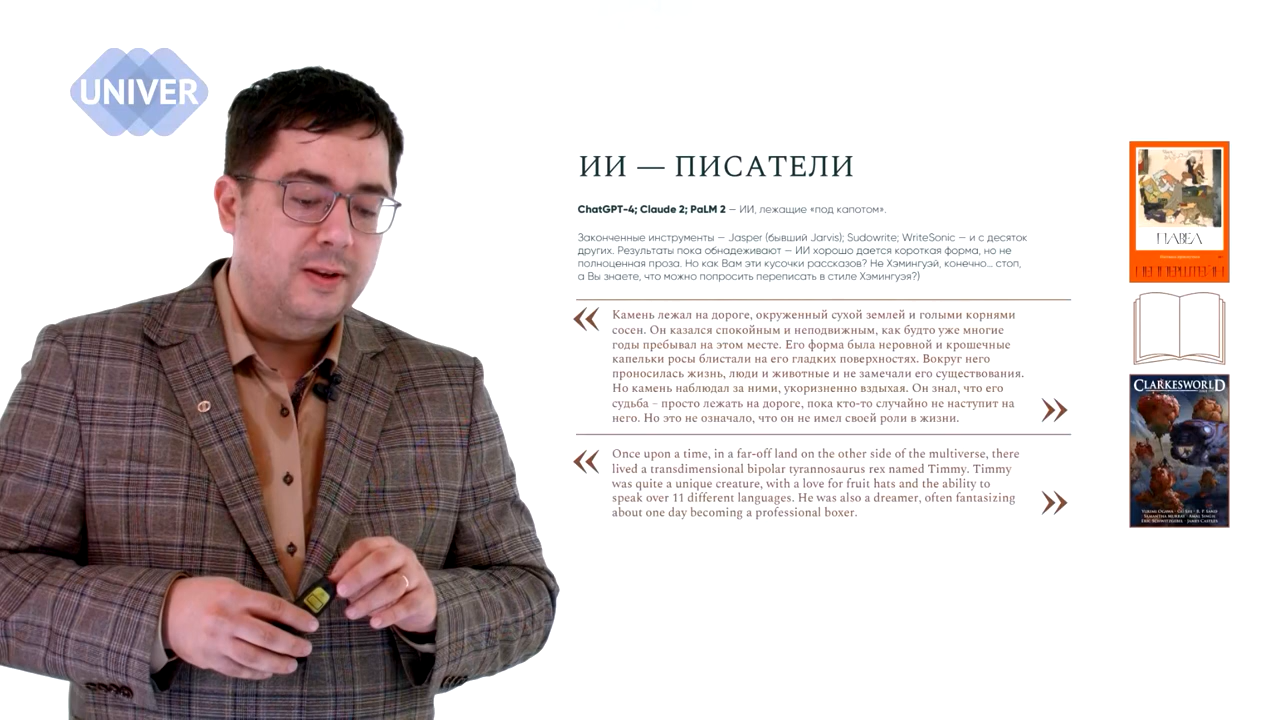 UNIVER
ИИ — ПИСАТЕЛИ
ChatGPT-4; Claude 2; PaLM 2 — ИИ, лежащие «под капотом».
Законченные инструменты — Jasper (бывший Jarvis); Sudowrite; WriteSonic — и с десяток
других. Результаты пока обнадеживают — ИИ хорошо дается короткая форма, но не
полноценная проза. Но как Вам эти кусочки рассказов? Не Хэмингуэй, конечно... стоп,
а Вы знаете, что можно попросить переписать в стиле Хэмингуэя?)
« Камень лежал на дороге, окруженный сухой землей и голыми корнями
сосен. Он казался спокойным и неподвижным, как будто уже многие
годы пребывал на этом месте. Его форма была неровной и крошечные
капельки росы блистали на его гладких поверхностях. Вокруг него
проносилась жизнь, люди и животные и не замечали его существования.
Но камень наблюдал за ними, укоризненно вздыхая. Он знал, что его
судьба – просто лежать на дороге, пока кто-то случайно не наступит на
него. Но это не означало, что он не имел своей роли в жизни. »
« Once upon a time, in a far-off land on the other side of the multiverse, there
lived a transdimensional bipolar tyrannosaurus rex named Timmy. Timmy
was quite a unique creature, with a love for fruit hats and the ability to
speak over 11 different languages. He was also a dreamer, often fantasizing
about one day becoming a professional boxer. »
ПАВЕЛ
CLARKESWORLD